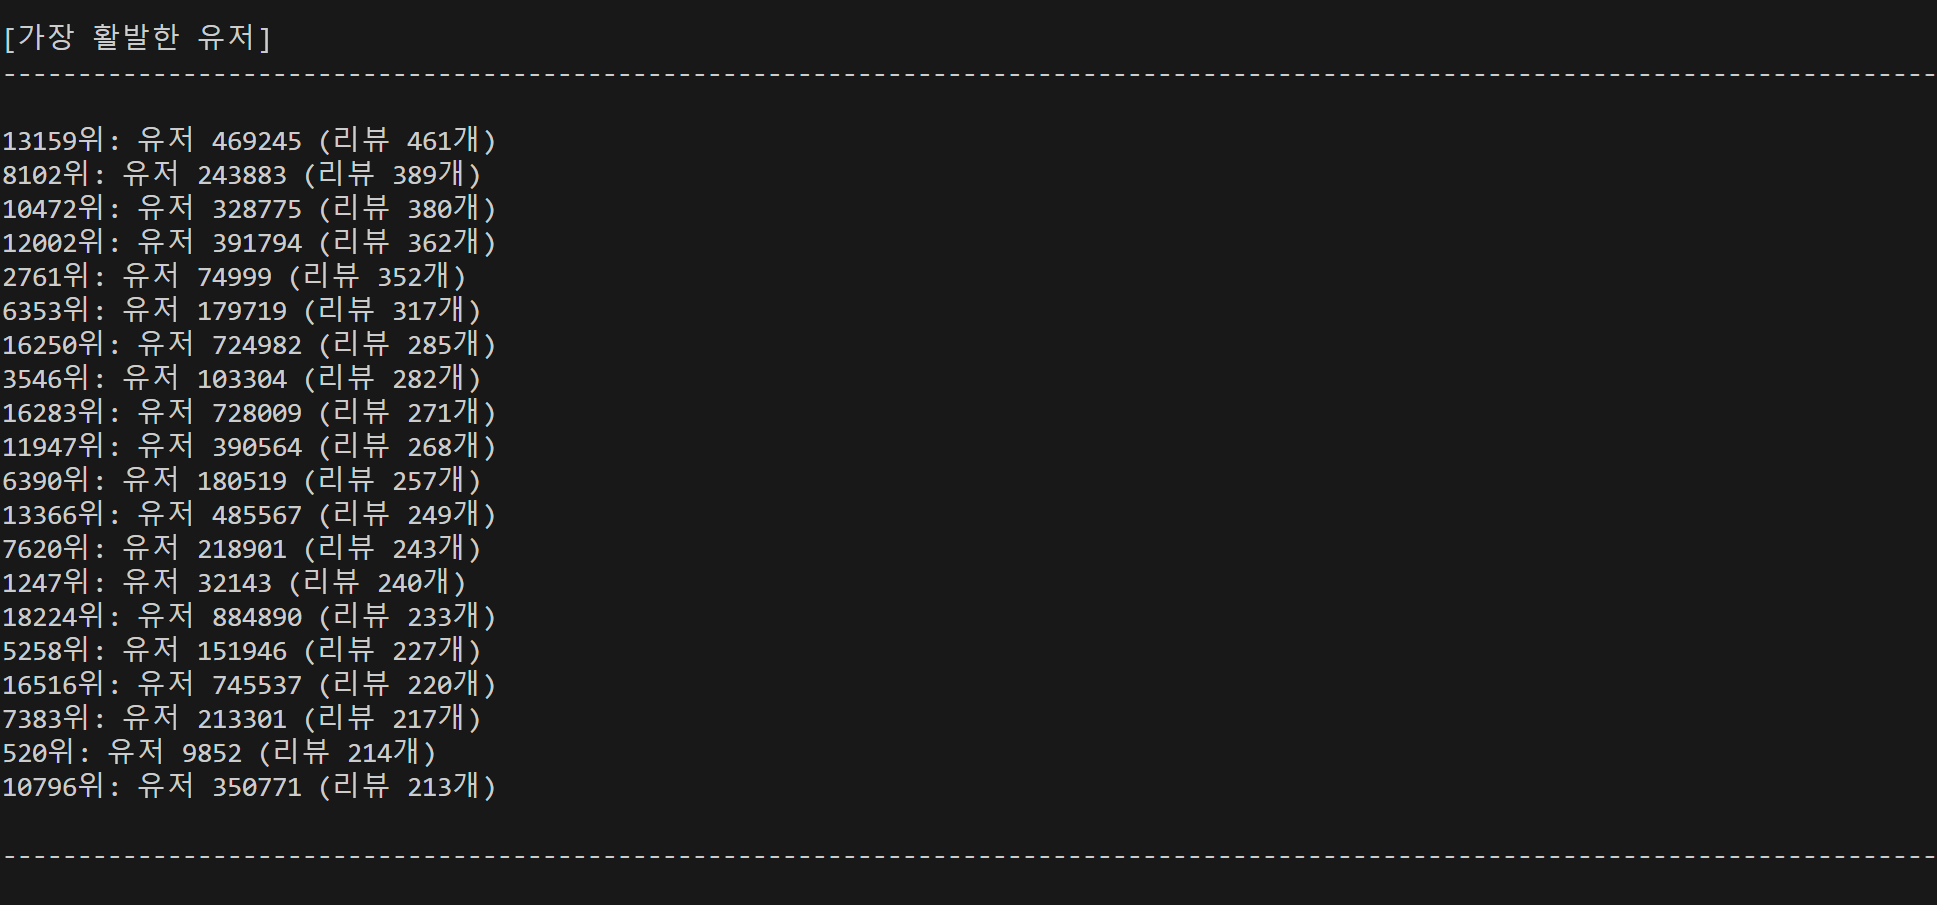 [가장 활발한 유저]
---------------------------------------------------------------------------------------------------------------------------------
13159위: 유저 469245 (리뷰 461개)
8102위: 유저 243883 (리뷰 389개)
10472위: 유저 328775 (리뷰 380개)
12002위: 유저 391794 (리뷰 362개)
2761위: 유저 74999 (리뷰 352개)
6353위: 유저 179719 (리뷰 317개)
16250위: 유저 724982 (리뷰 285개)
3546위: 유저 103304 (리뷰 282개)
16283위: 유저 728009 (리뷰 271개)
11947위: 유저 390564 (리뷰 268개)
6390위: 유저 180519 (리뷰 257개)
13366위: 유저 485567 (리뷰 249개)
7620위: 유저 218901 (리뷰 243개)
1247위: 유저 32143 (리뷰 240개)
18224위: 유저 884890 (리뷰 233개)
5258위: 유저 151946 (리뷰 227개)
16516위: 유저 745537 (리뷰 220개)
7383위: 유저 213301 (리뷰 217개)
520위: 유저 9852 (리뷰 214개)
10796위: 유저 350771 (리뷰 213개)
---------------------------------------------------------------------------------------------------------------------------------